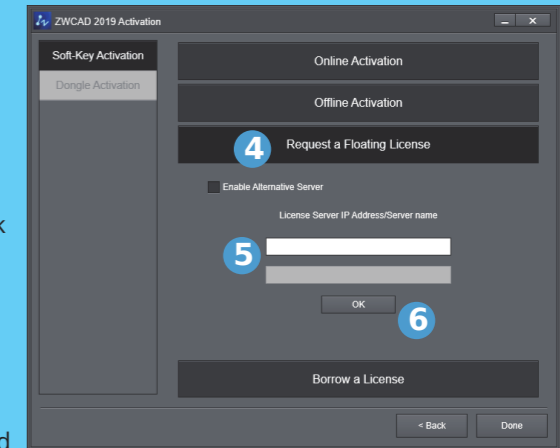 ZWCAD 2019 Activation
Soft-Key Activation
Dongle Activation
Online Activation
Offline Activation
4
Request a Floating License
Enable Alternative Server
License Server IP Address/Server name
5
OK
6
Borrow a License
< Back
Done